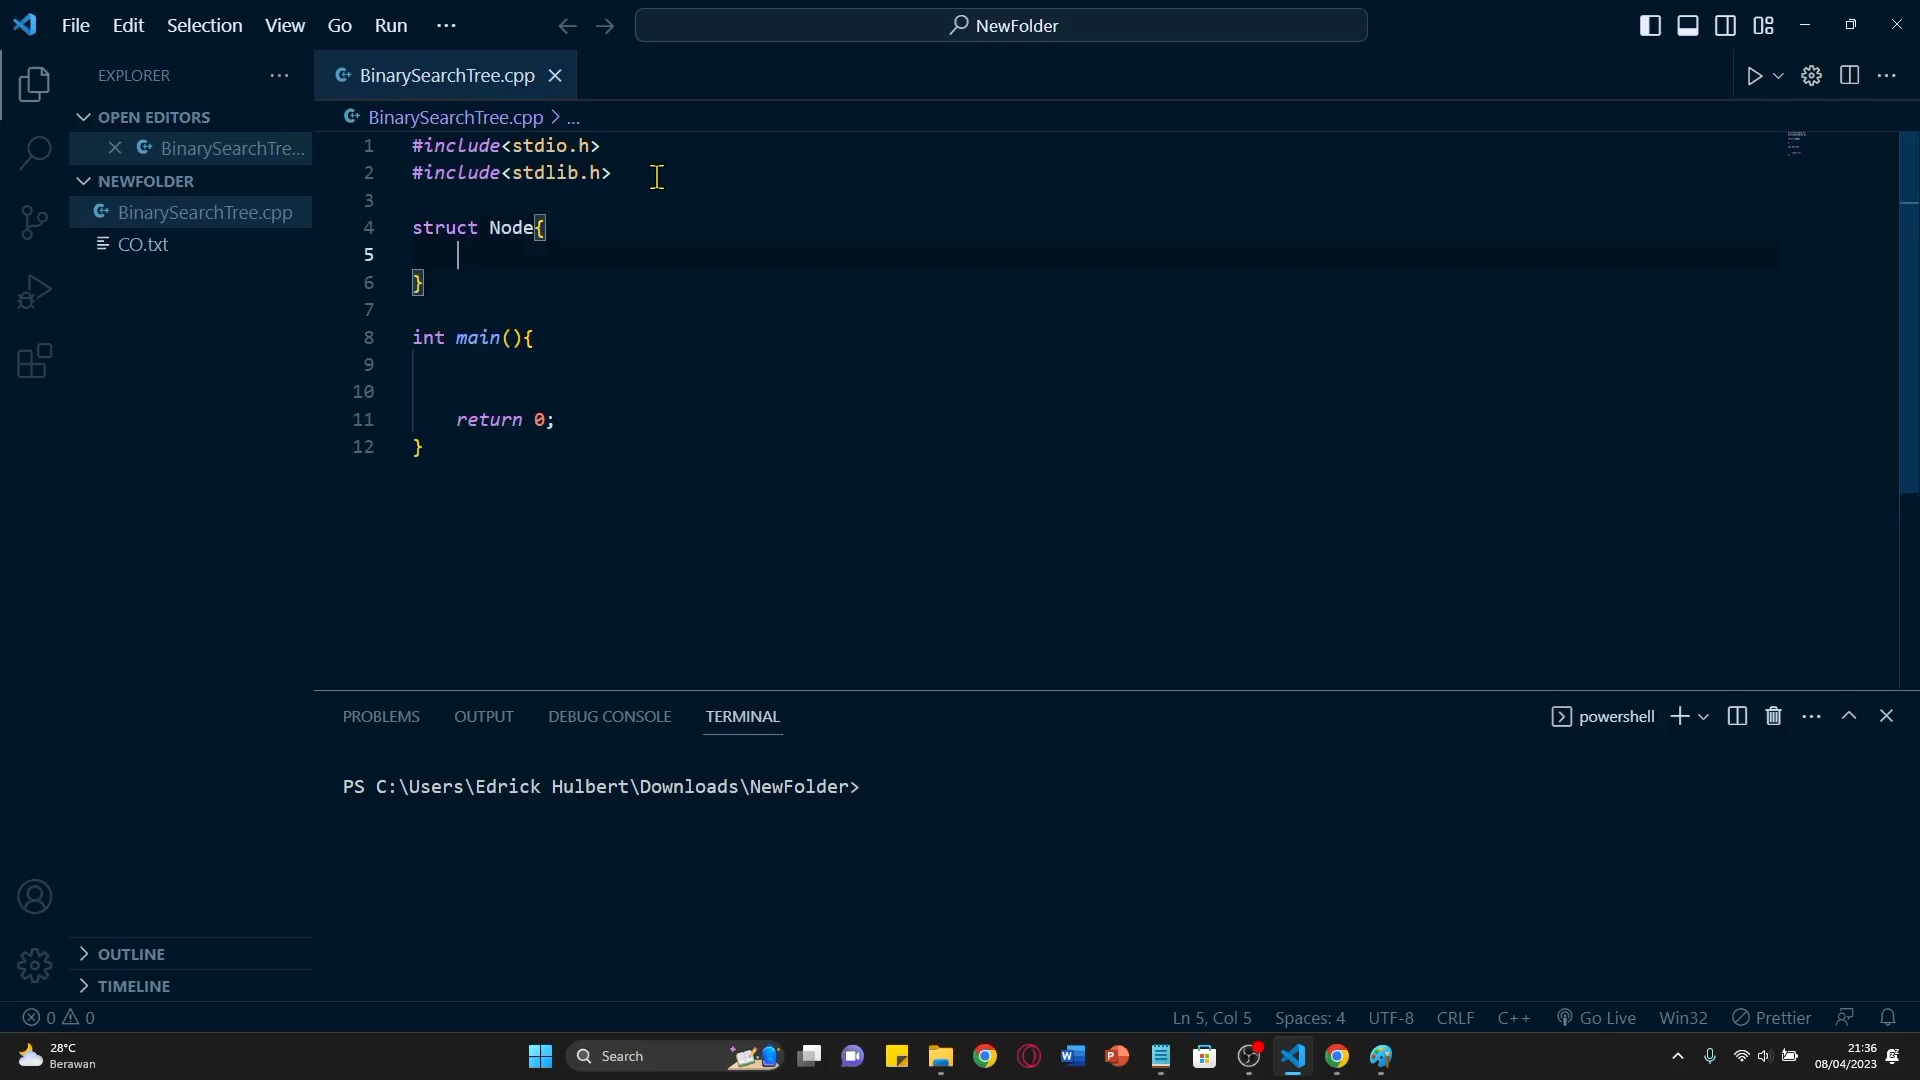 File Edit Selection View Go Run ···
NewFolder
EXPLORER ···
BinarySearchTree.cpp
OPEN EDITORS
BinarySearchTree.cpp > ...
BinarySearchTre...
NEWFOLDER
BinarySearchTree.cpp
CO.txt
1 #include<stdio.h>
2 #include<stdlib.h>
3
4 struct Node{
5
6 }
7
8 int main(){
9
10
11 return 0;
12 }
PROBLEMS OUTPUT DEBUG CONSOLE TERMINAL
powershell
PS C:\Users\Edrick Hulbert\Downloads\NewFolder>
OUTLINE
TIMELINE
0 0
Ln 5, Col 5 Spaces: 4 UTF-8 CRLF C++ Go Live Win32 Prettier
28°C
Berawan
Search
21:36
08/04/2023